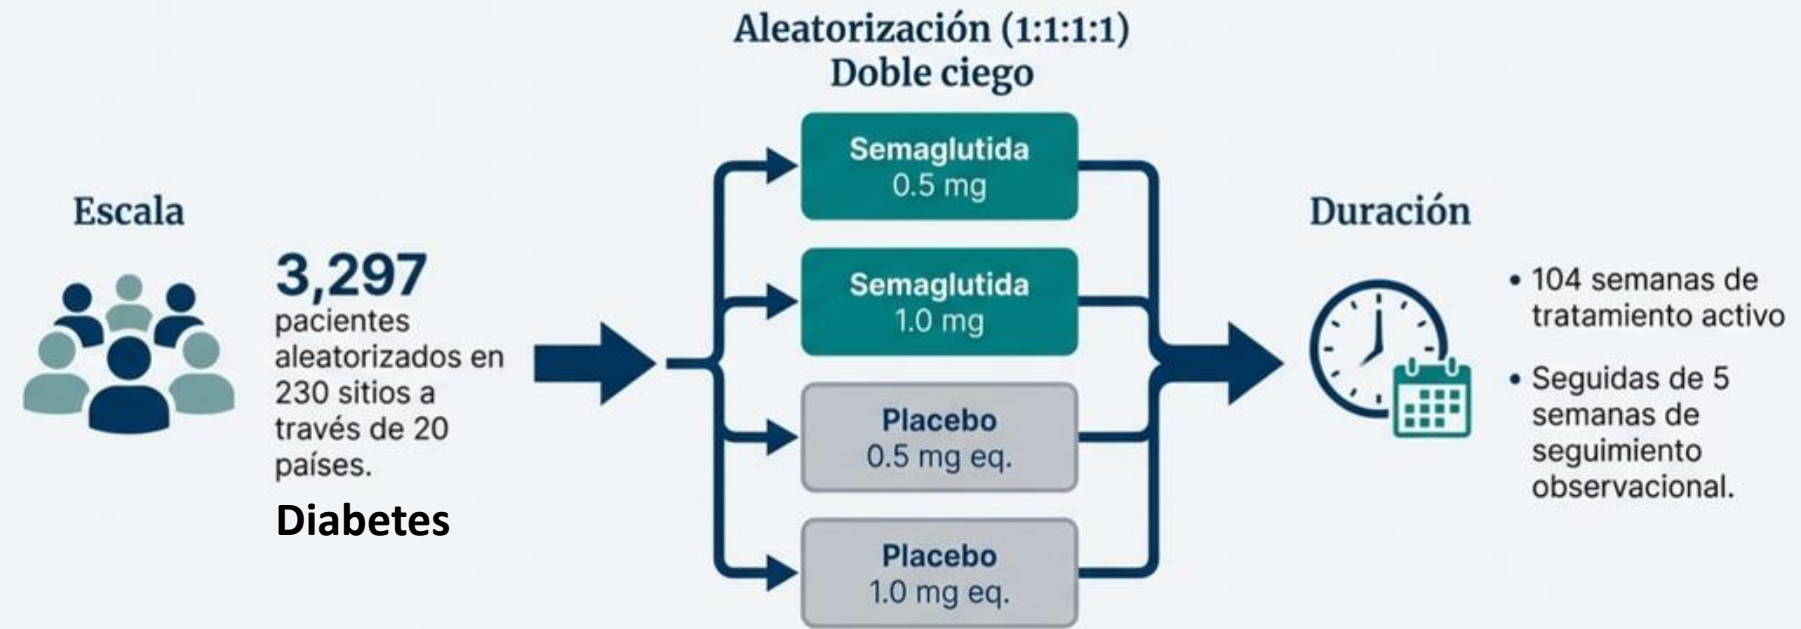 Aleatorización (1:1:1:1)
Doble ciego
Escala
3,297
pacientes
aleatorizados en
230 sitios a
través de 20
países.
Diabetes
Semaglutida
0.5 mg
Semaglutida
1.0 mg
Placebo
0.5 mg eq.
Placebo
1.0 mg eq.
Duración
• 104 semanas de
tratamiento activo
• Seguidas de 5
semanas de
seguimiento
observacional.